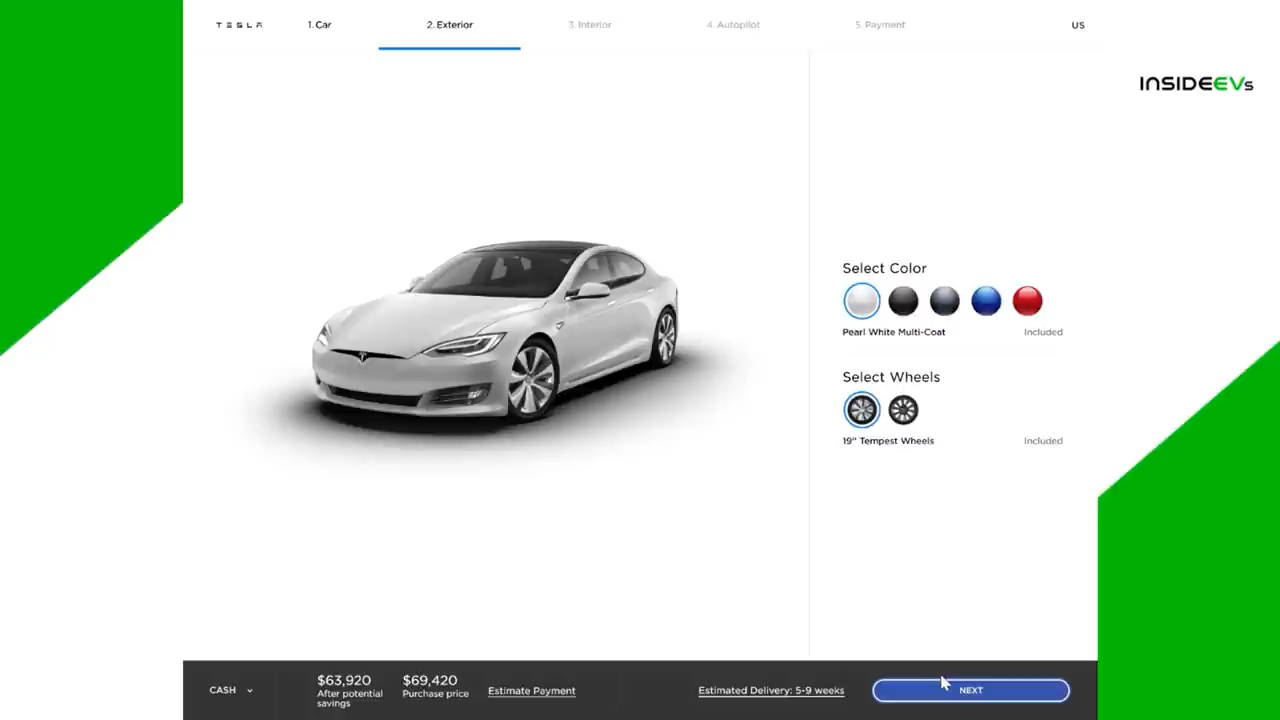 TESLA
1. Car
2. Exterior
3. Interior
4. Autopilot
5. Payment
US
INSIDEEVs
Select Color
Pearl White Multi-Coat
Included
Select Wheels
19" Tempest Wheels
Included
CASH
$63,920
After potential
savings
$69,420
Purchase price
Estimate Payment
Estimated Delivery: 5-9 weeks
NEXT